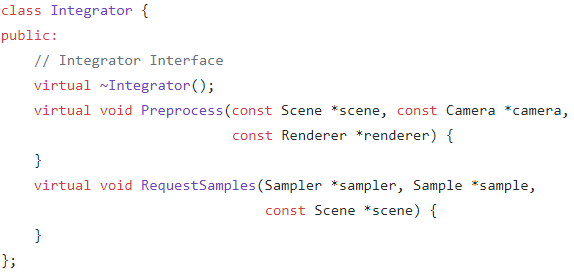 class Integrator {
public:
    // Integrator Interface
    virtual ~Integrator();
    virtual void Preprocess(const Scene *scene, const Camera *camera,
                            const Renderer *renderer) {
    }
    virtual void RequestSamples(Sampler *sampler, Sample *sample,
                                const Scene *scene) {
    }
};